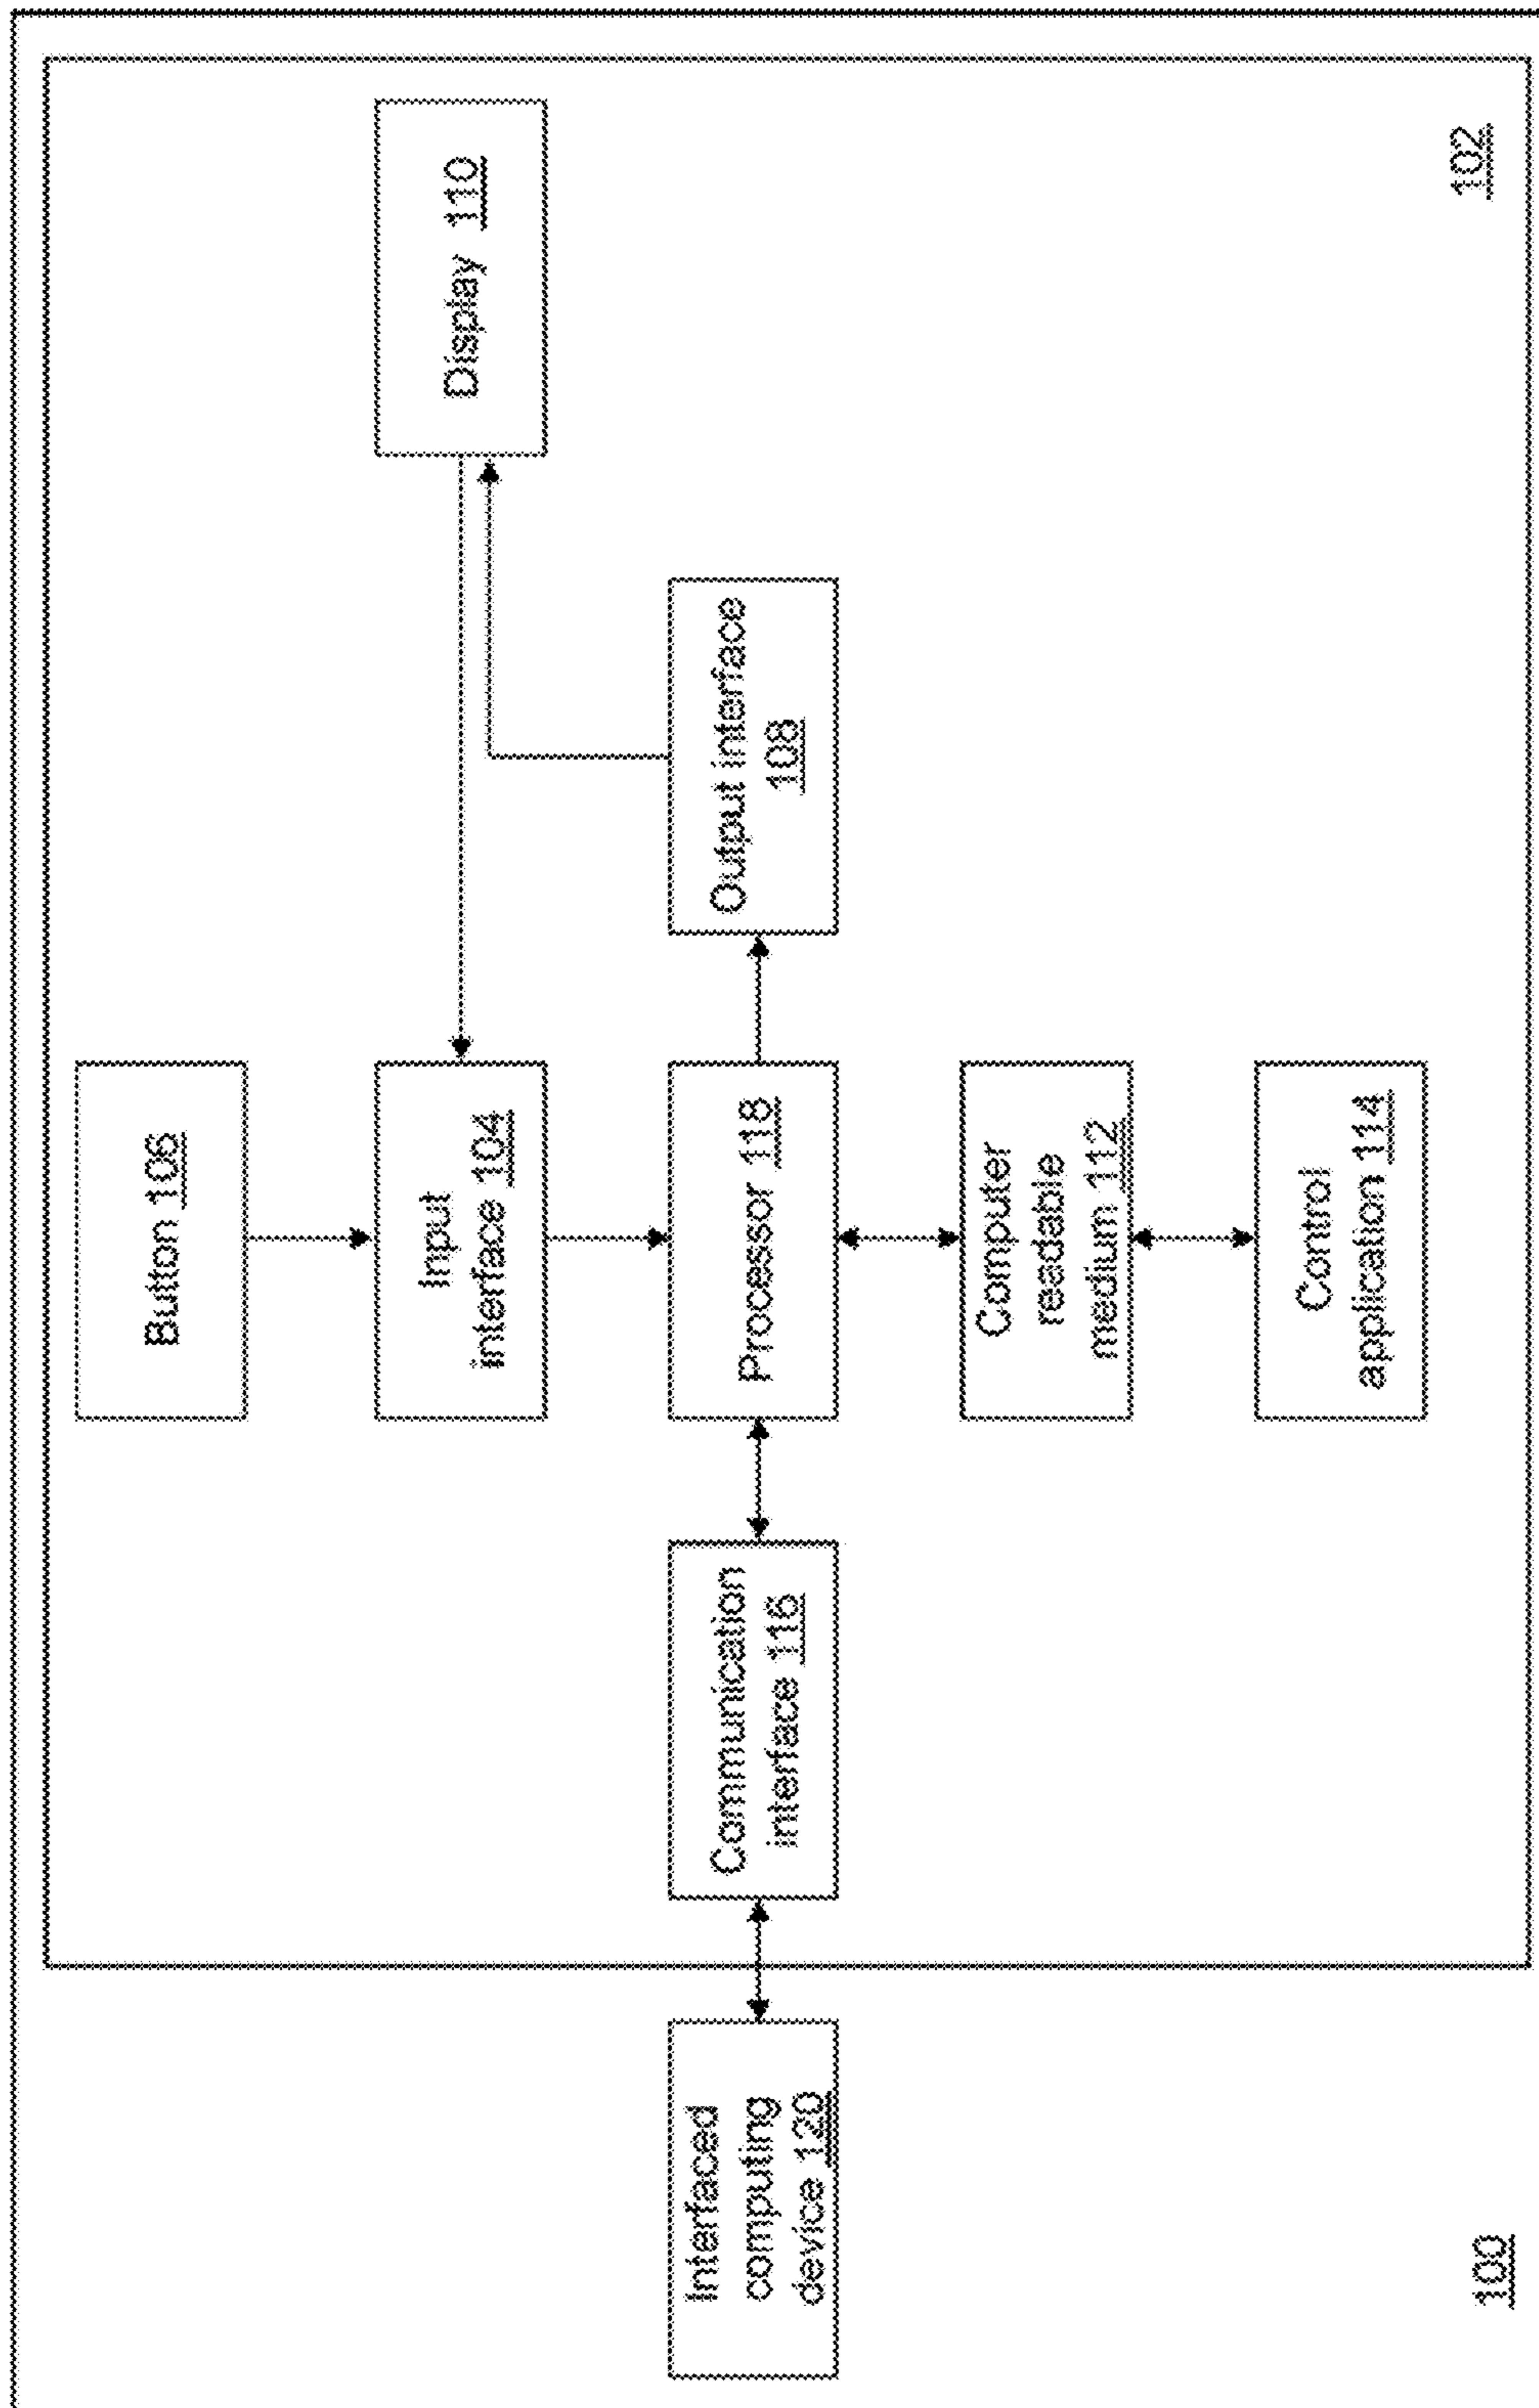 Button 106
Input
interface 104
Display 110
Processor 118
Output interface
108
Communication
interface 116
Interfaced
computing
device 120
Computer
readable
medium 112
Control
application 114
102
100